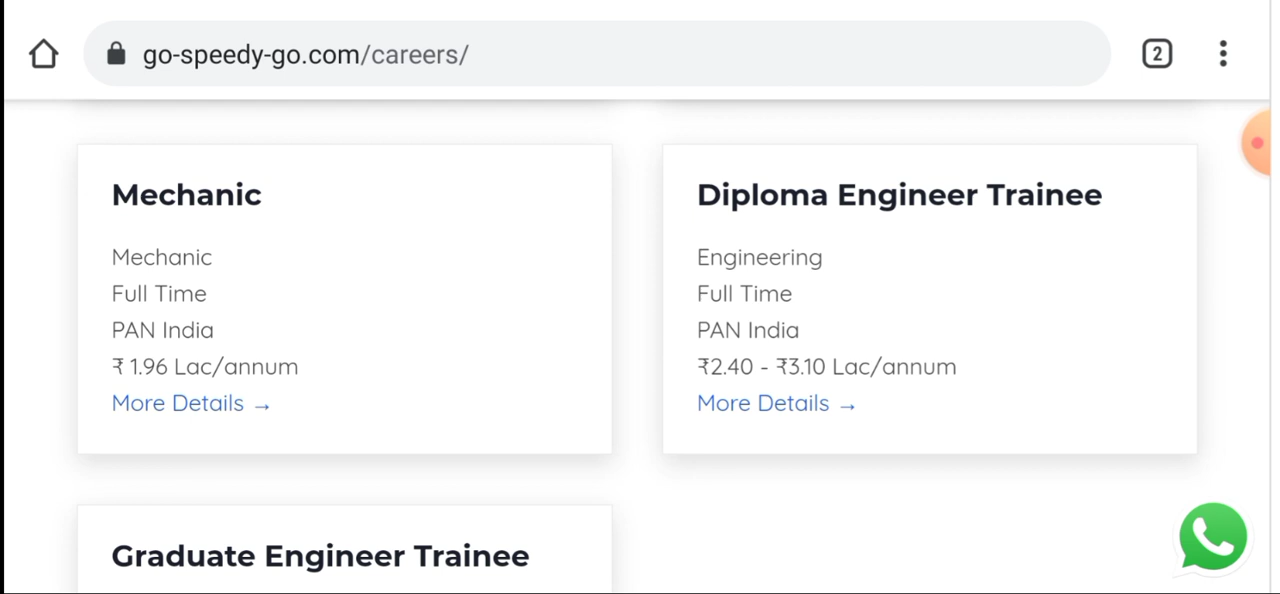 go-speedy-go.com/careers/
2
Mechanic
Mechanic
Full Time
PAN India
₹ 1.96 Lac/annum
More Details →
Diploma Engineer Trainee
Engineering
Full Time
PAN India
₹2.40 - ₹3.10 Lac/annum
More Details →
Graduate Engineer Trainee